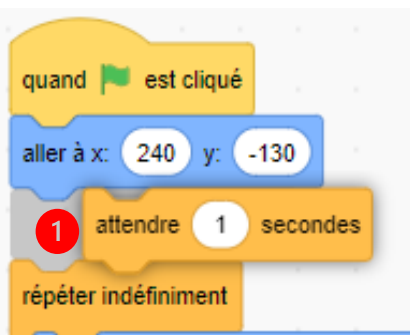 quand est cliqué
aller à x: 240 y: -130
1 attendre 1 secondes
répéter indéfiniment